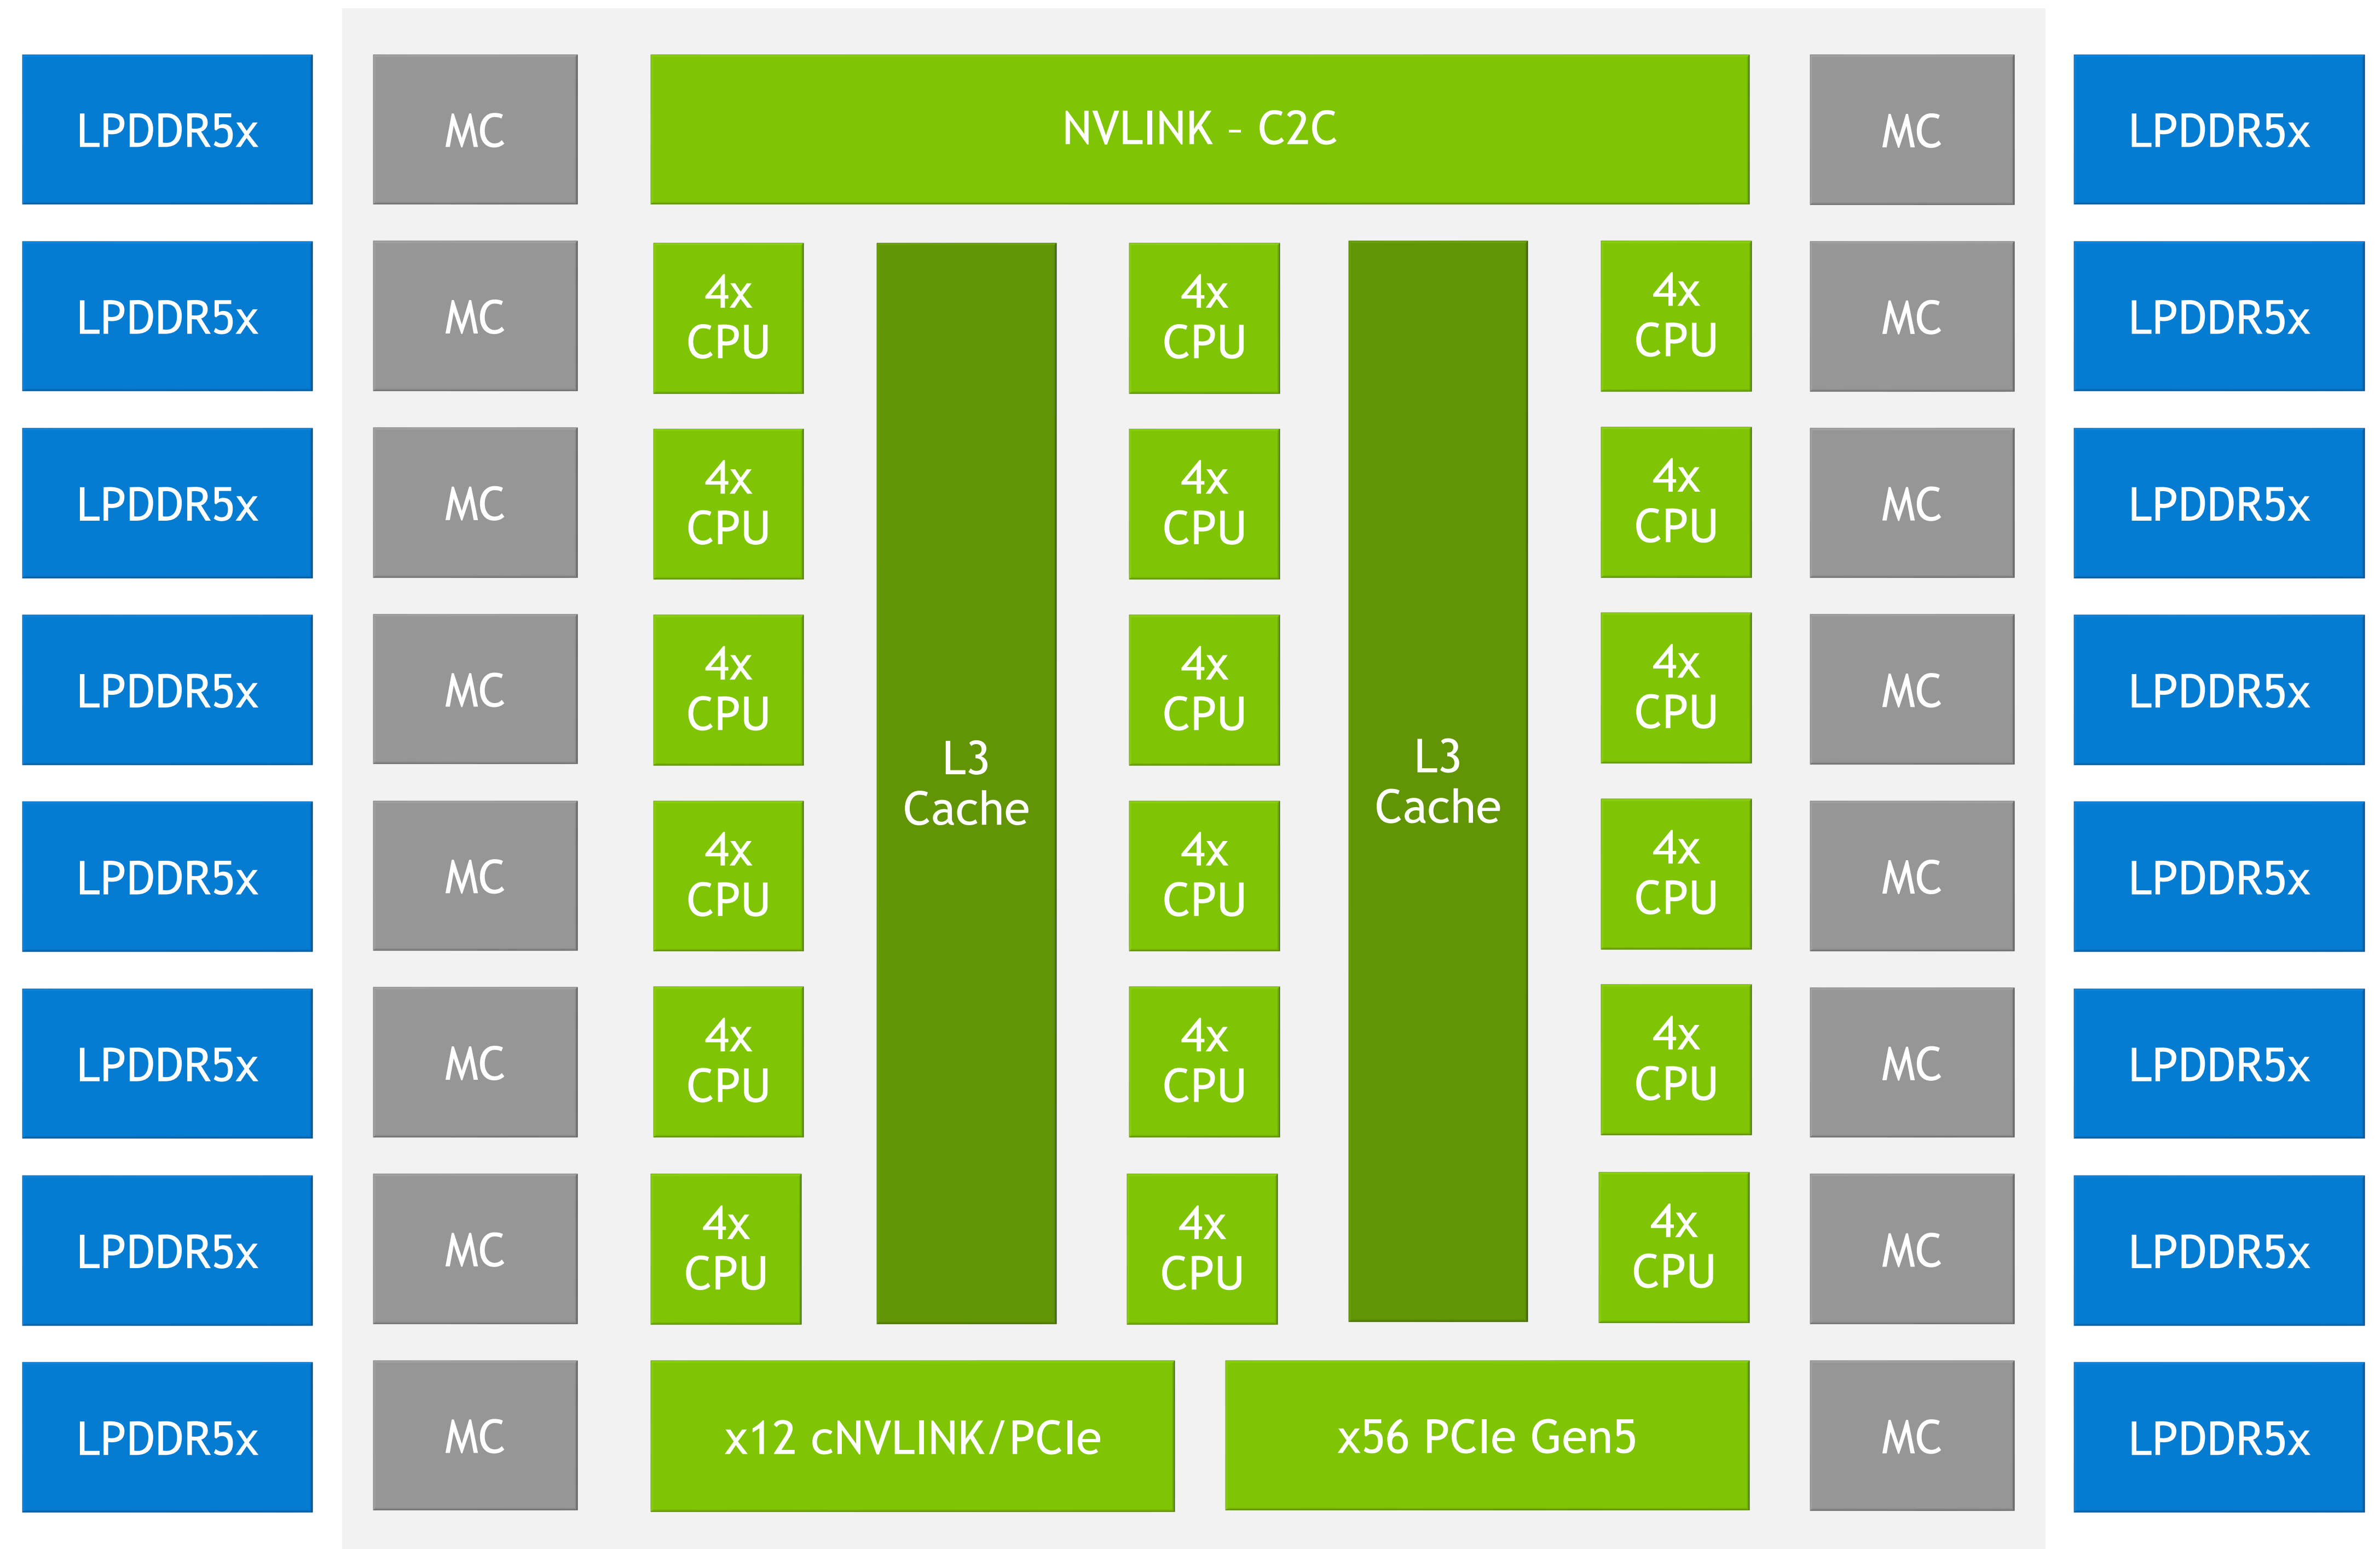 LPDDR5x MC NVLINK - C2C MC LPDDR5x
LPDDR5x MC 4x CPU 4x CPU 4x CPU MC LPDDR5x
LPDDR5x MC 4x CPU 4x CPU 4x CPU MC LPDDR5x
LPDDR5x MC 4x CPU L3 Cache 4x CPU L3 Cache 4x CPU MC LPDDR5x
LPDDR5x MC 4x CPU 4x CPU 4x CPU MC LPDDR5x
LPDDR5x MC 4x CPU 4x CPU 4x CPU MC LPDDR5x
LPDDR5x MC 4x CPU 4x CPU 4x CPU MC LPDDR5x
LPDDR5x MC x12 cNVLINK/PCIe x56 PCIe Gen5 MC LPDDR5x